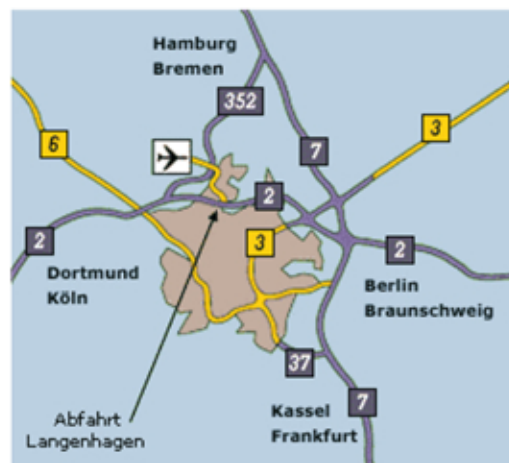 Hamburg
Bremen
352
6
3
7
2
3
2
2
Dortmund
Köln
Berlin
Braunschweig
37
7
Abfahrt
Langenhagen
Kassel
Frankfurt